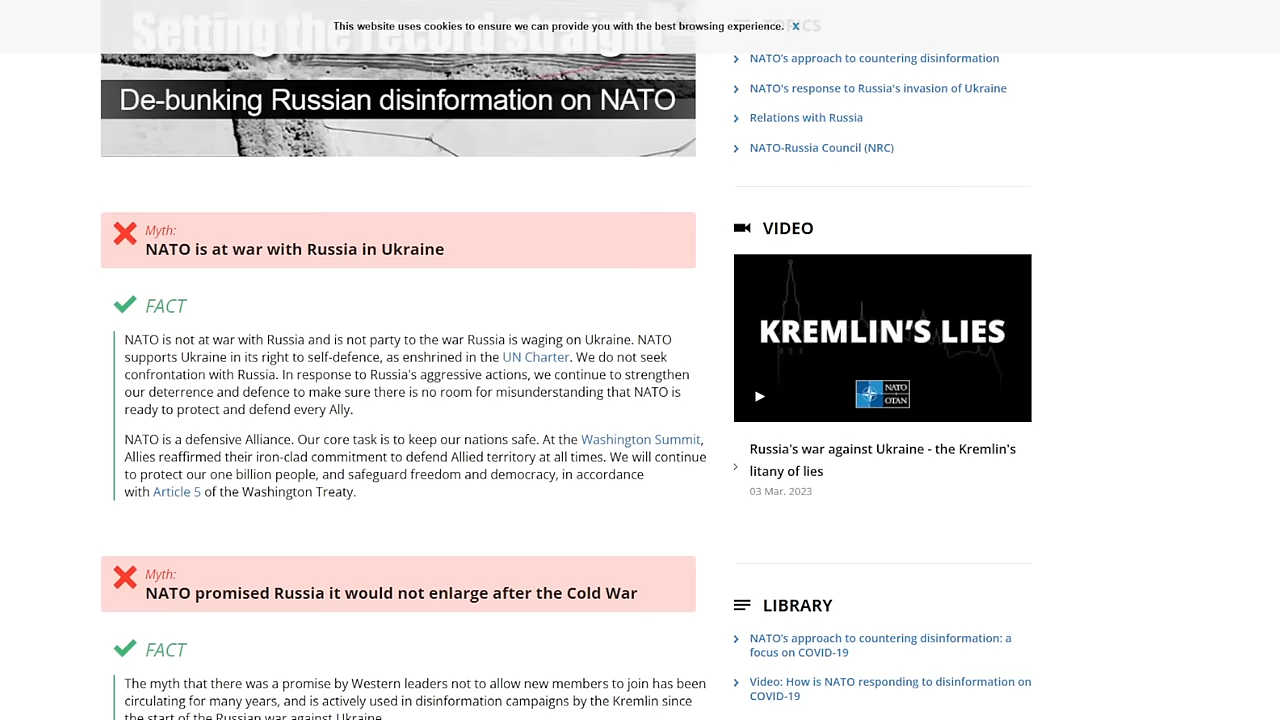 Setting the record straight
This website uses cookies to ensure we can provide you with the best browsing experience. x
De-bunking Russian disinformation on NATO
Myth:
NATO is at war with Russia in Ukraine
FACT
NATO is not at war with Russia and is not party to the war Russia is waging on Ukraine. NATO
supports Ukraine in its right to self-defence, as enshrined in the UN Charter. We do not seek
confrontation with Russia. In response to Russia's aggressive actions, we continue to strengthen
our deterrence and defence to make sure there is no room for misunderstanding that NATO is
ready to protect and defend every Ally.
NATO is a defensive Alliance. Our core task is to keep our nations safe. At the Washington Summit,
Allies reaffirmed their iron-clad commitment to defend Allied territory at all times. We will continue
to protect our one billion people, and safeguard freedom and democracy, in accordance
with Article 5 of the Washington Treaty.
Myth:
NATO promised Russia it would not enlarge after the Cold War
FACT
The myth that there was a promise by Western leaders not to allow new members to join has been
circulating for many years, and is actively used in disinformation campaigns by the Kremlin since
the start of the Russian war against Ukraine.
TOPICS
NATO's approach to countering disinformation
NATO's response to Russia's invasion of Ukraine
Relations with Russia
NATO-Russia Council (NRC)
VIDEO
KREMLIN'S LIES
NATO
OTAN
Russia's war against Ukraine - the Kremlin's
litany of lies
03 Mar. 2023
LIBRARY
NATO's approach to countering disinformation: a
focus on COVID-19
Video: How is NATO responding to disinformation on
COVID-19